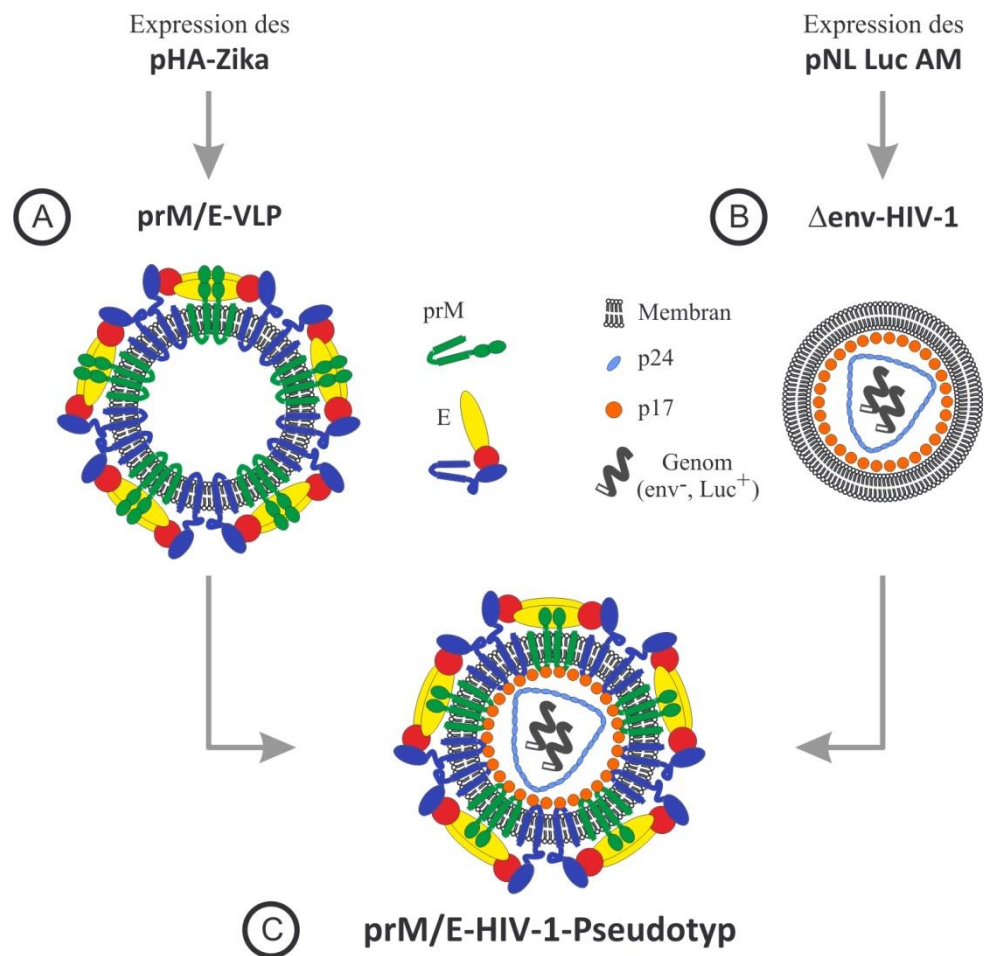 Expression des
pHA-Zika
Expression des
pNL Luc AM
A
prM/E-VLP
B
Δenv-HIV-1
prM
E
Membran
p24
p17
Genom
(env⁻, Luc⁺)
C
prM/E-HIV-1-Pseudotyp